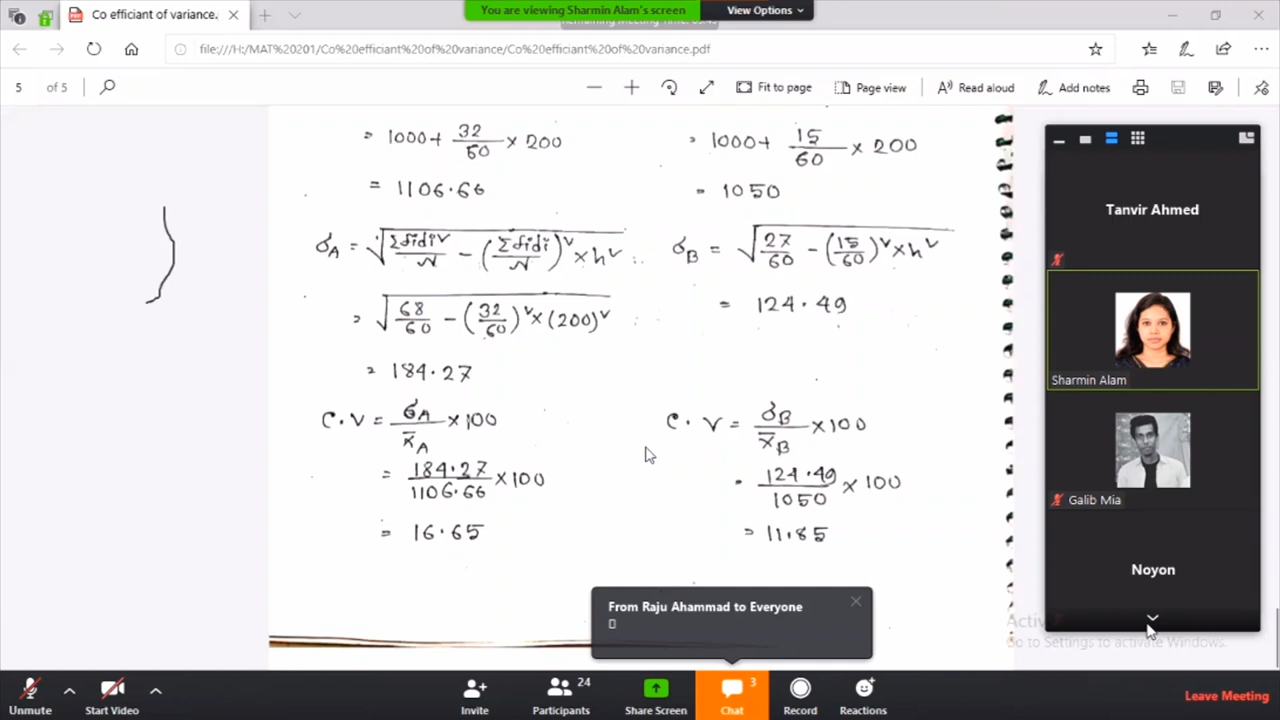 Co efficiant of variance.
You are viewing Sharmin Alam's screen
View Options
file:///H:/MAT%20201/Co%20efficiant%20of%20variance/Co%20efficiant%20of%20variance.pdf
5 of 5
Fit to page
Page view
Read aloud
Add notes
= 1000+ 32/60 × 200
= 1106.66
σA = √(Σfidi²/N − (Σfidi/N)² × h²
= √(68/60 − (32/60)² × (200)²
= 184.27
C.V = σA/x̄A × 100
= 184.27/1106.66 × 100
= 16.65
= 1000+ 15/60 × 200
= 1050
σB = √(27/60 − (15/60)² × h²
= 124.49
C.V = σB/x̄B × 100
= 124.49/1050 × 100
= 11.85
Tanvir Ahmed
Sharmin Alam
Galib Mia
Noyon
Go to Settings to activate Windows.
From Raju Ahammad to Everyone
Unmute
Start Video
Invite
Participants 24
Share Screen
Chat 3
Record
Reactions
Leave Meeting